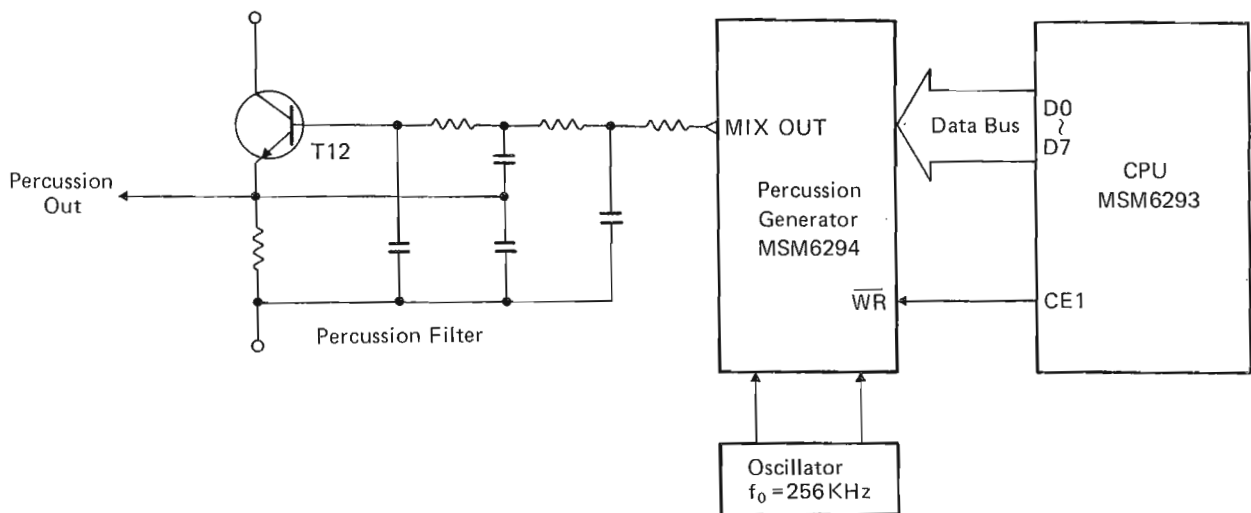 T12
Percussion
Out
Percussion Filter
MIX OUT
Percussion
Generator
MSM6294
W̅R̅
Data Bus
D0
~
D7
CPU
MSM6293
CE1
Oscillator
f₀ = 256 KHz